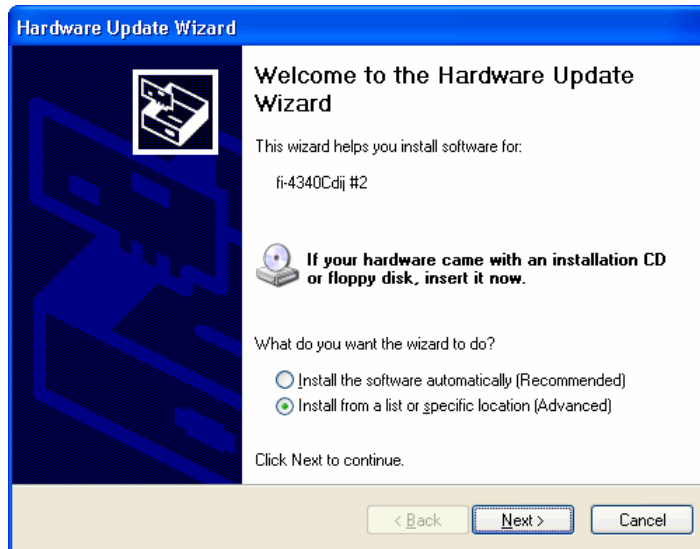 Hardware Update Wizard
Welcome to the Hardware Update
Wizard
This wizard helps you install software for:
fi-4340Cdij #2
If your hardware came with an installation CD
or floppy disk, insert it now.
What do you want the wizard to do?
Install the software automatically (Recommended)
Install from a list or specific location (Advanced)
Click Next to continue.
< Back
Next >
Cancel